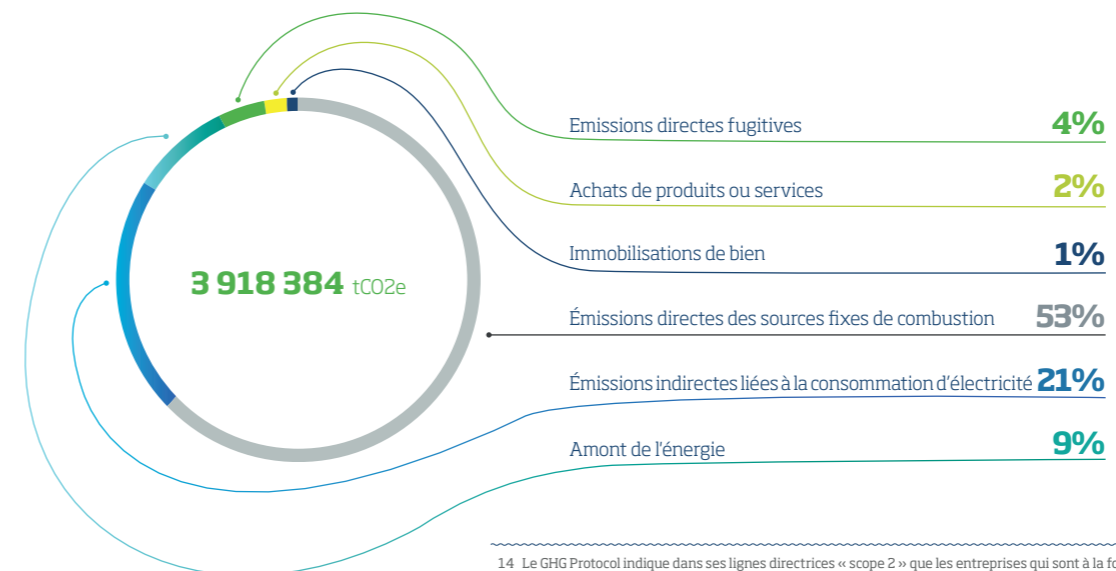 Emissions directes fugitives 4%
Achats de produits ou services 2%
Immobilisations de bien 1%
3 918 384 tCO2e
Émissions directes des sources fixes de combustion 53%
Émissions indirectes liées à la consommation d'électricité 21%
Amont de l'énergie 9%
14 Le GHG Protocol indique dans ses lignes directrices « scope 2 » que les entreprises qui sont à la